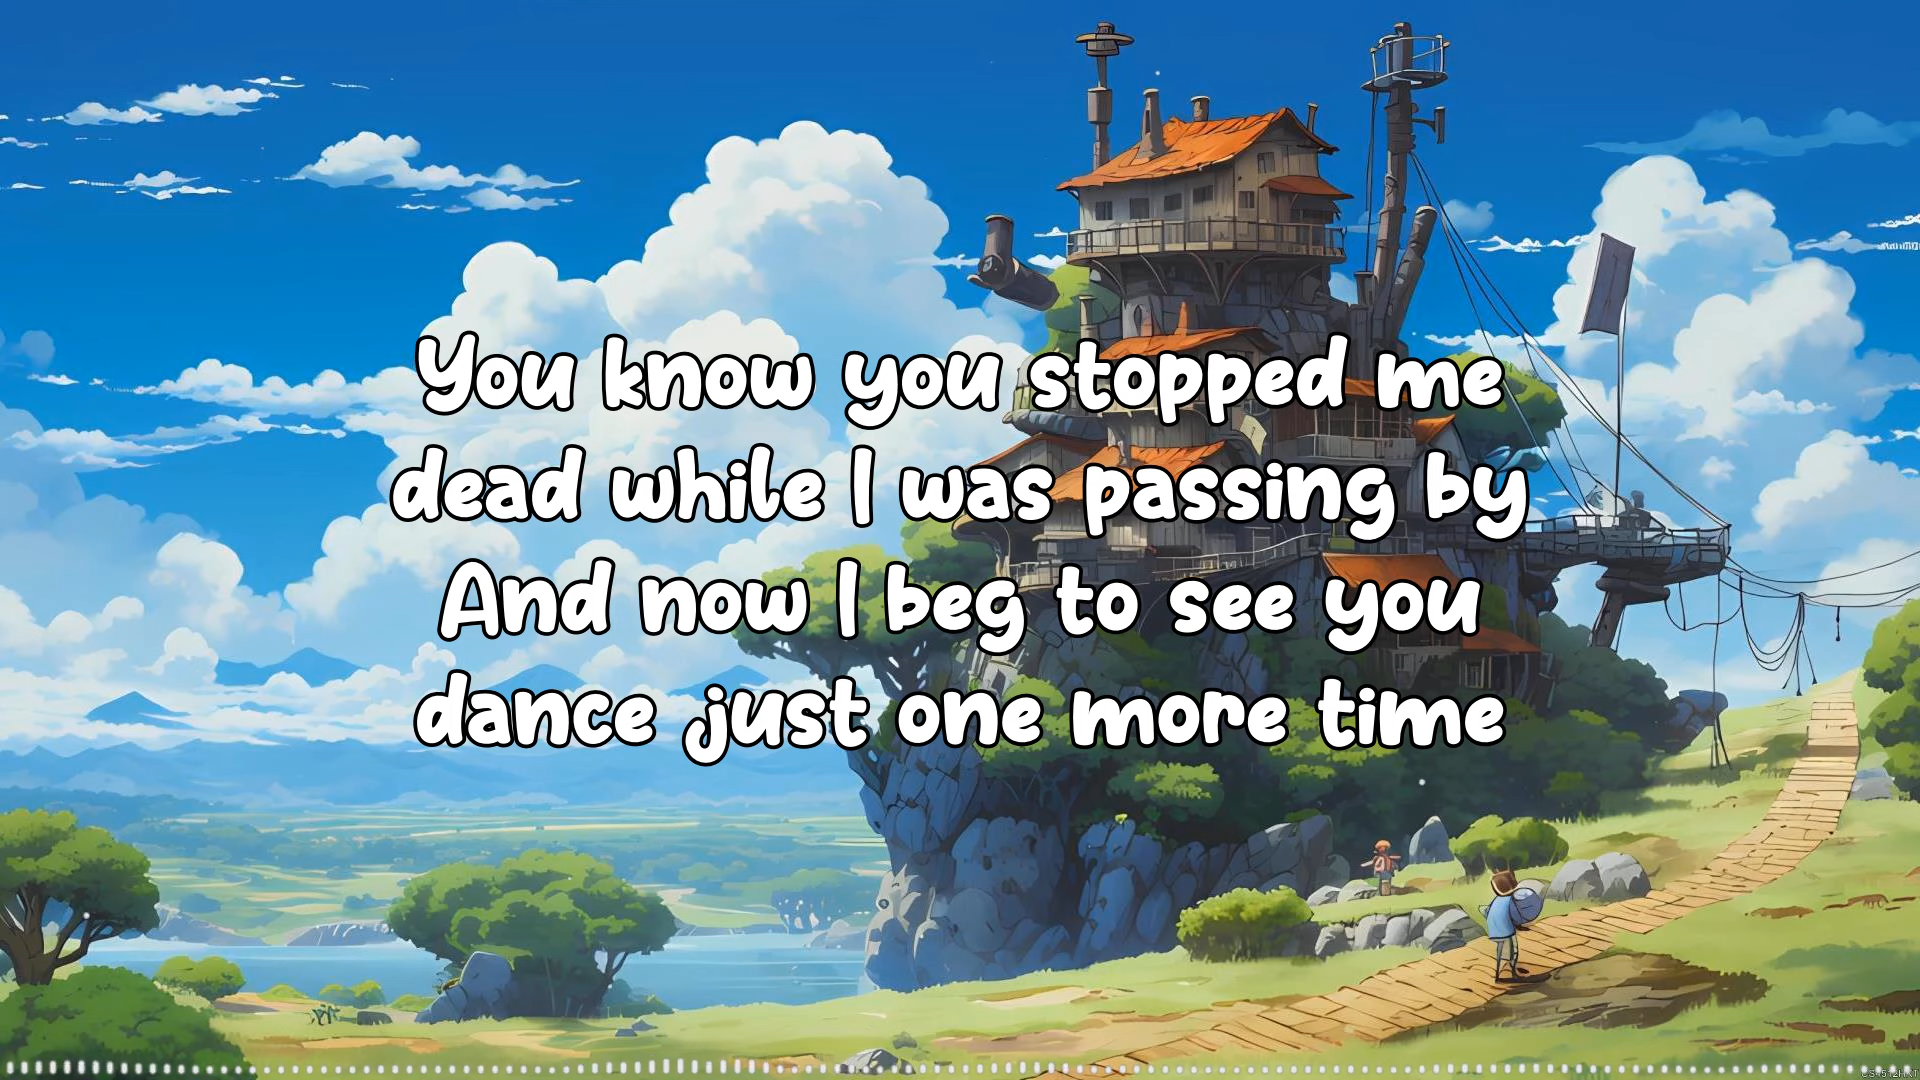 You know you stopped me
dead while I was passing by
And now I beg to see you
dance just one more time